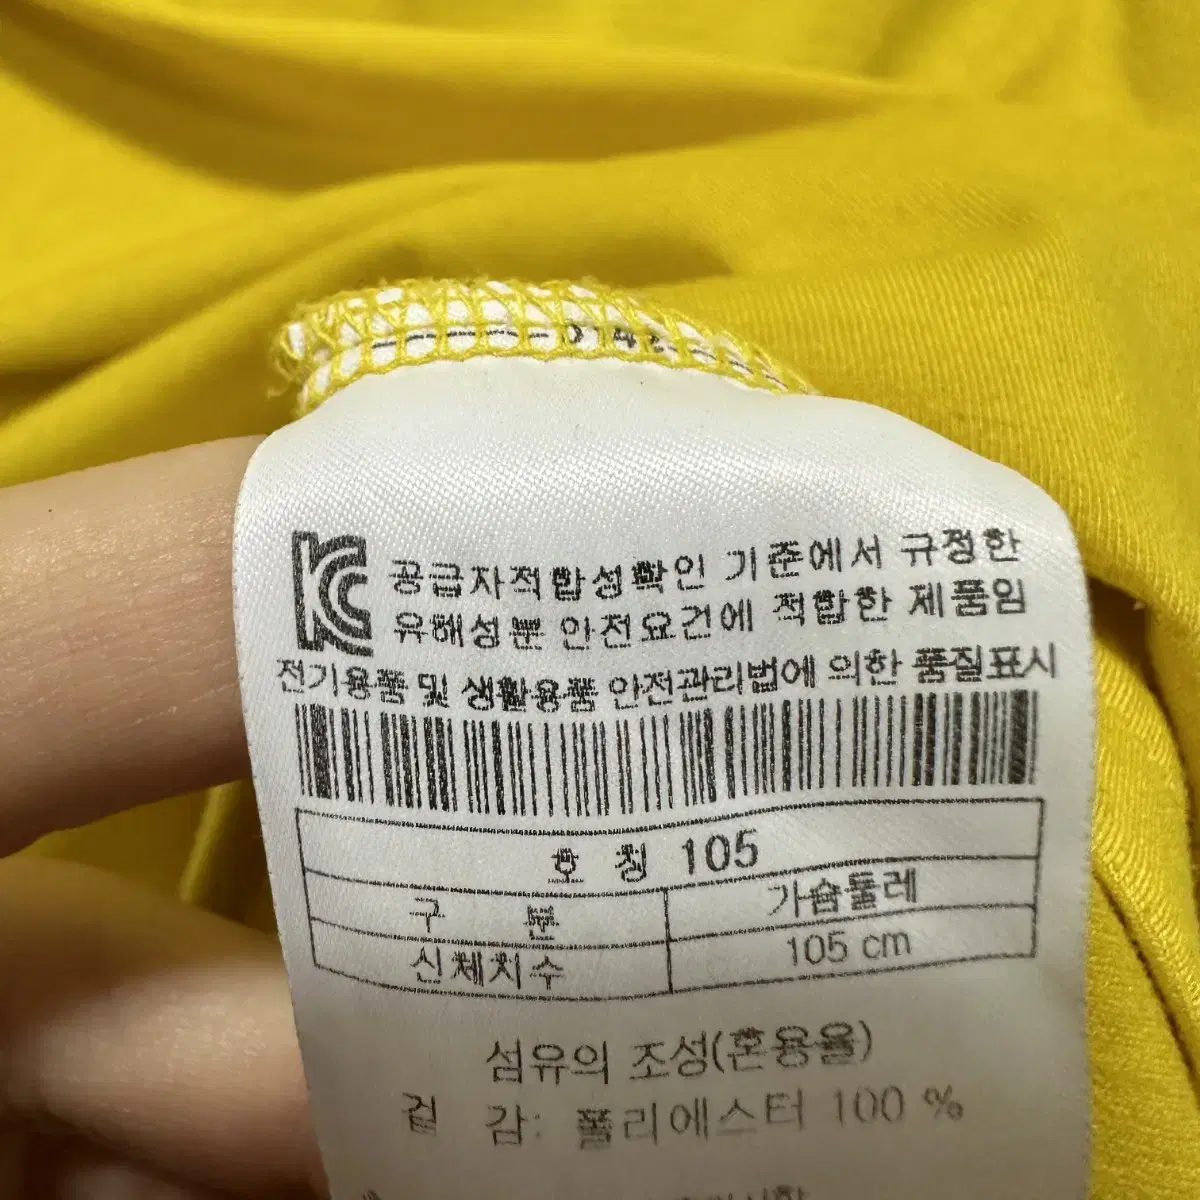 KC 공급자적합성확인 기준에서 규정한
유해성분 안전요건에 적합한 제품임
전기용품 및 생활용품 안전관리법에 의한 품질표시
호 칭 105
구 분 가슴둘레
신체치수 105 cm
섬유의 조성(혼용율)
겉 감: 폴리에스터 100 %